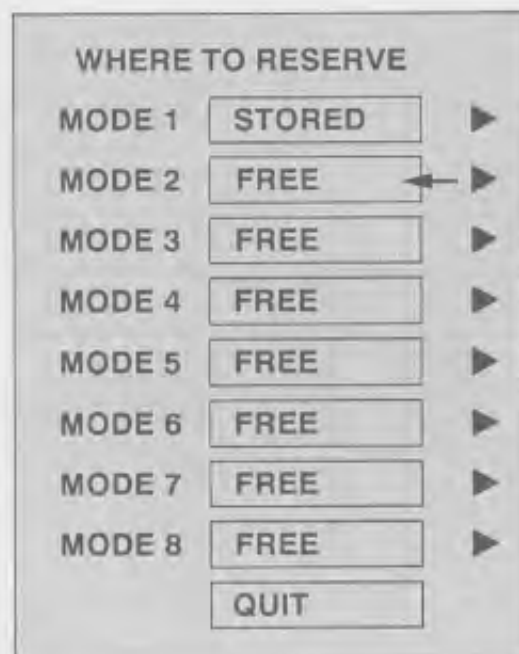 WHERE TO RESERVE
MODE 1 STORED
MODE 2 FREE
MODE 3 FREE
MODE 4 FREE
MODE 5 FREE
MODE 6 FREE
MODE 7 FREE
MODE 8 FREE
QUIT